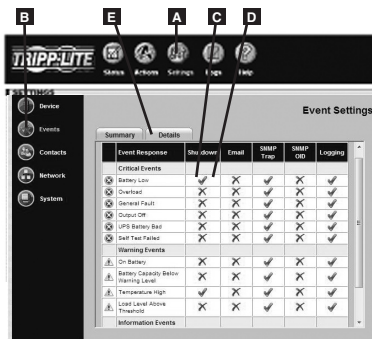 B E A C D
TRIPP·LITE
Status Actions Settings Logs Help
SETTINGS
Device
Events
Contacts
Network
System
Event Settings
Summary Details
Event Response Shutdown Email SNMP Trap SNMP OID Logging
Critical Events
Battery Low
Overload
General Fault
Output Off
UPS Battery Bad
Self Test Failed
Warning Events
On Battery
Battery Capacity Below
Warning Level
Temperature High
Load Level Above
Threshold
Information Events